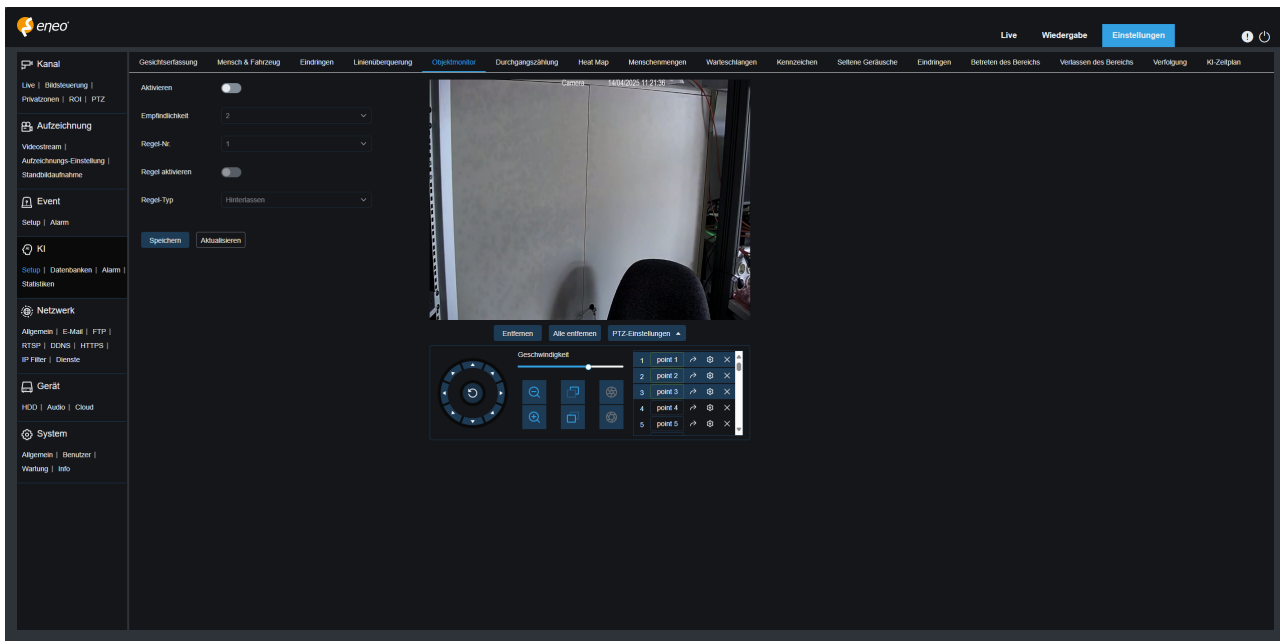 eneo
Live Wiedergabe Einstellungen
Kanal
Live | Bildsteuerung |
Privatzonen | ROI | PTZ
Aufzeichnung
Videostream |
Aufzeichnungs-Einstellung |
Standbildaufnahme
Event
Setup | Alarm
KI
Setup | Datenbanken | Alarm |
Statistiken
Netzwerk
Allgemein | E-Mail | FTP |
RTSP | DDNS | HTTPS |
IP Filter | Dienste
Gerät
HDD | Audio | Cloud
System
Allgemein | Benutzer |
Wartung | Info
Gesichtserfassung Mensch & Fahrzeug Eindringen Linienüberquerung Objektmonitor Durchgangszählung Heat Map Menschenmengen Warteschlangen Kennzeichen Seltene Geräusche Eindringen Betreten des Bereichs Verlassen des Bereichs Verfolgung KI-Zeitplan
Aktivieren
Empfindlichkeit 2
Regel-Nr. 1
Regel aktivieren
Regel-Typ Hinterlassen
Speichern Aktualisieren
Camera 14/04/2025 11:21:36
Entfernen Alle entfernen PTZ-Einstellungen
Geschwindigkeit
1 point 1
2 point 2
3 point 3
4 point 4
5 point 5